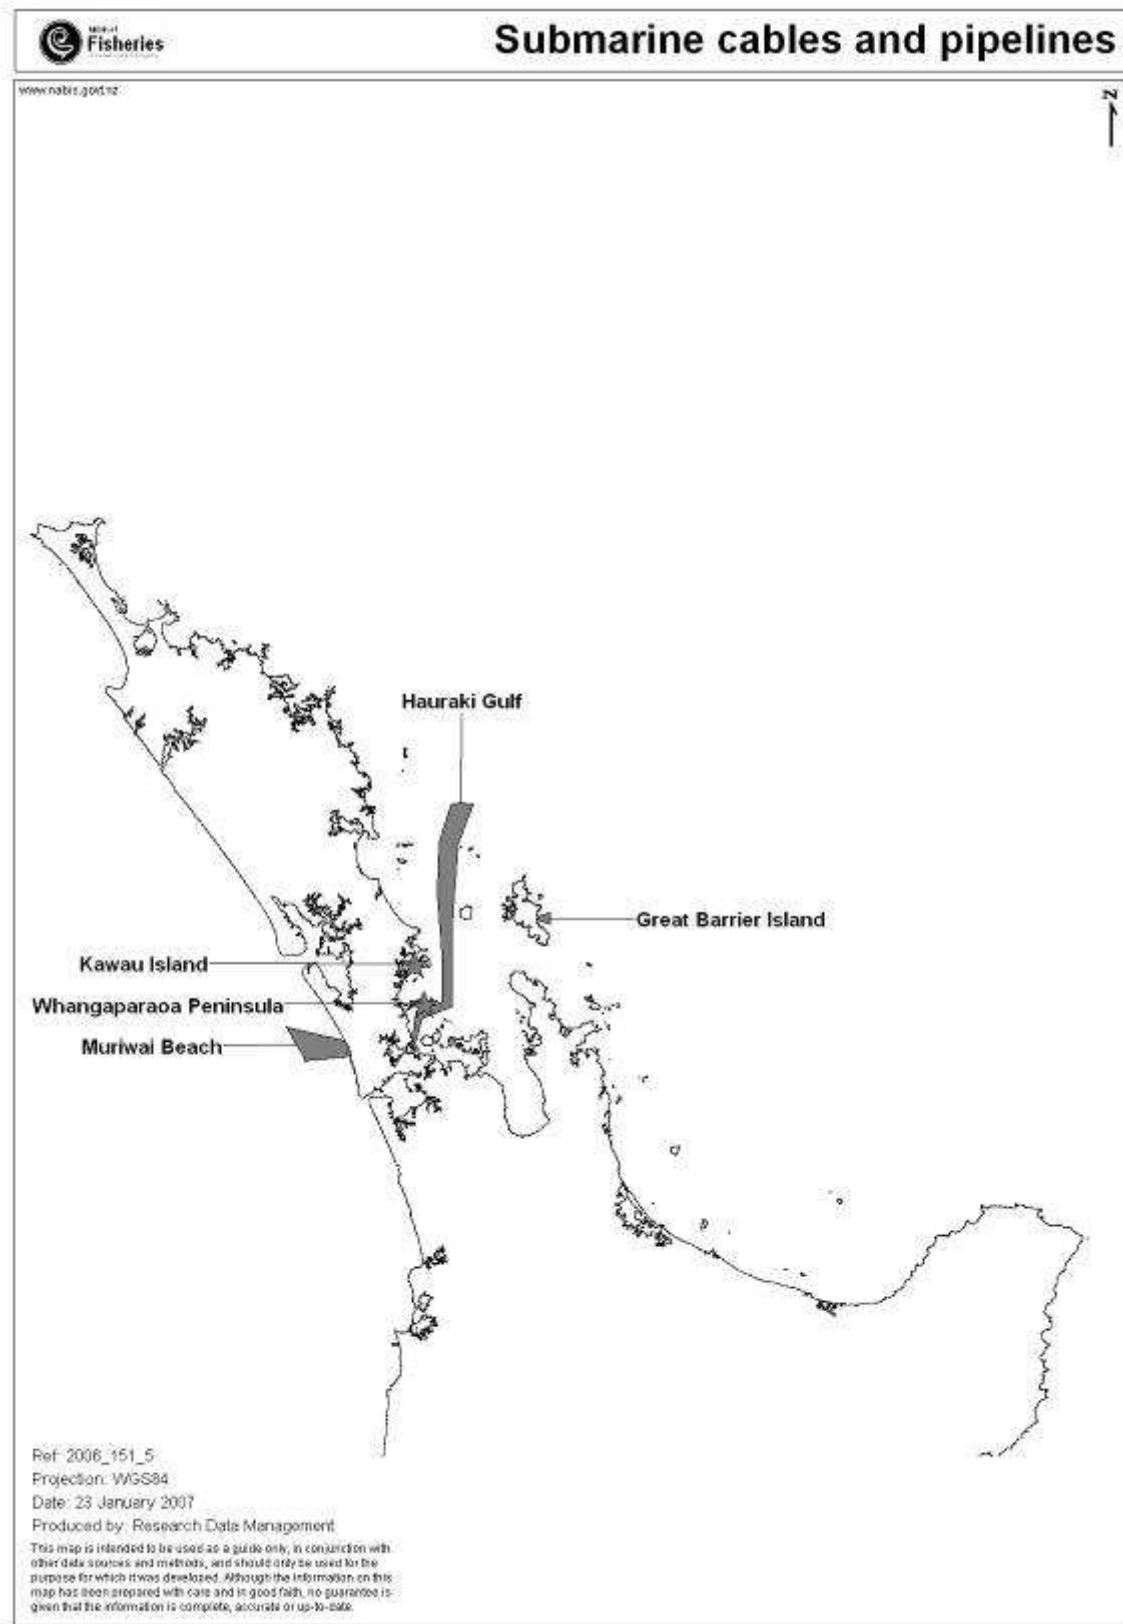 Fisheries
Submarine cables and pipelines
www.nabis.govt.nz
N
Hauraki Gulf
Great Barrier Island
Kawau Island
Whangaparaoa Peninsula
Muriwai Beach
Ref: 2006_151_5
Projection: WGS84
Date: 23 January 2007
Produced by: Research Data Management
This map is intended to be used as a guide only, in conjunction with
other data sources and methods, and should only be used for the
purpose for which it was developed. Although the information on this
map has been prepared with care and in good faith, no guarantee is
given that the information is complete, accurate or up-to-date.